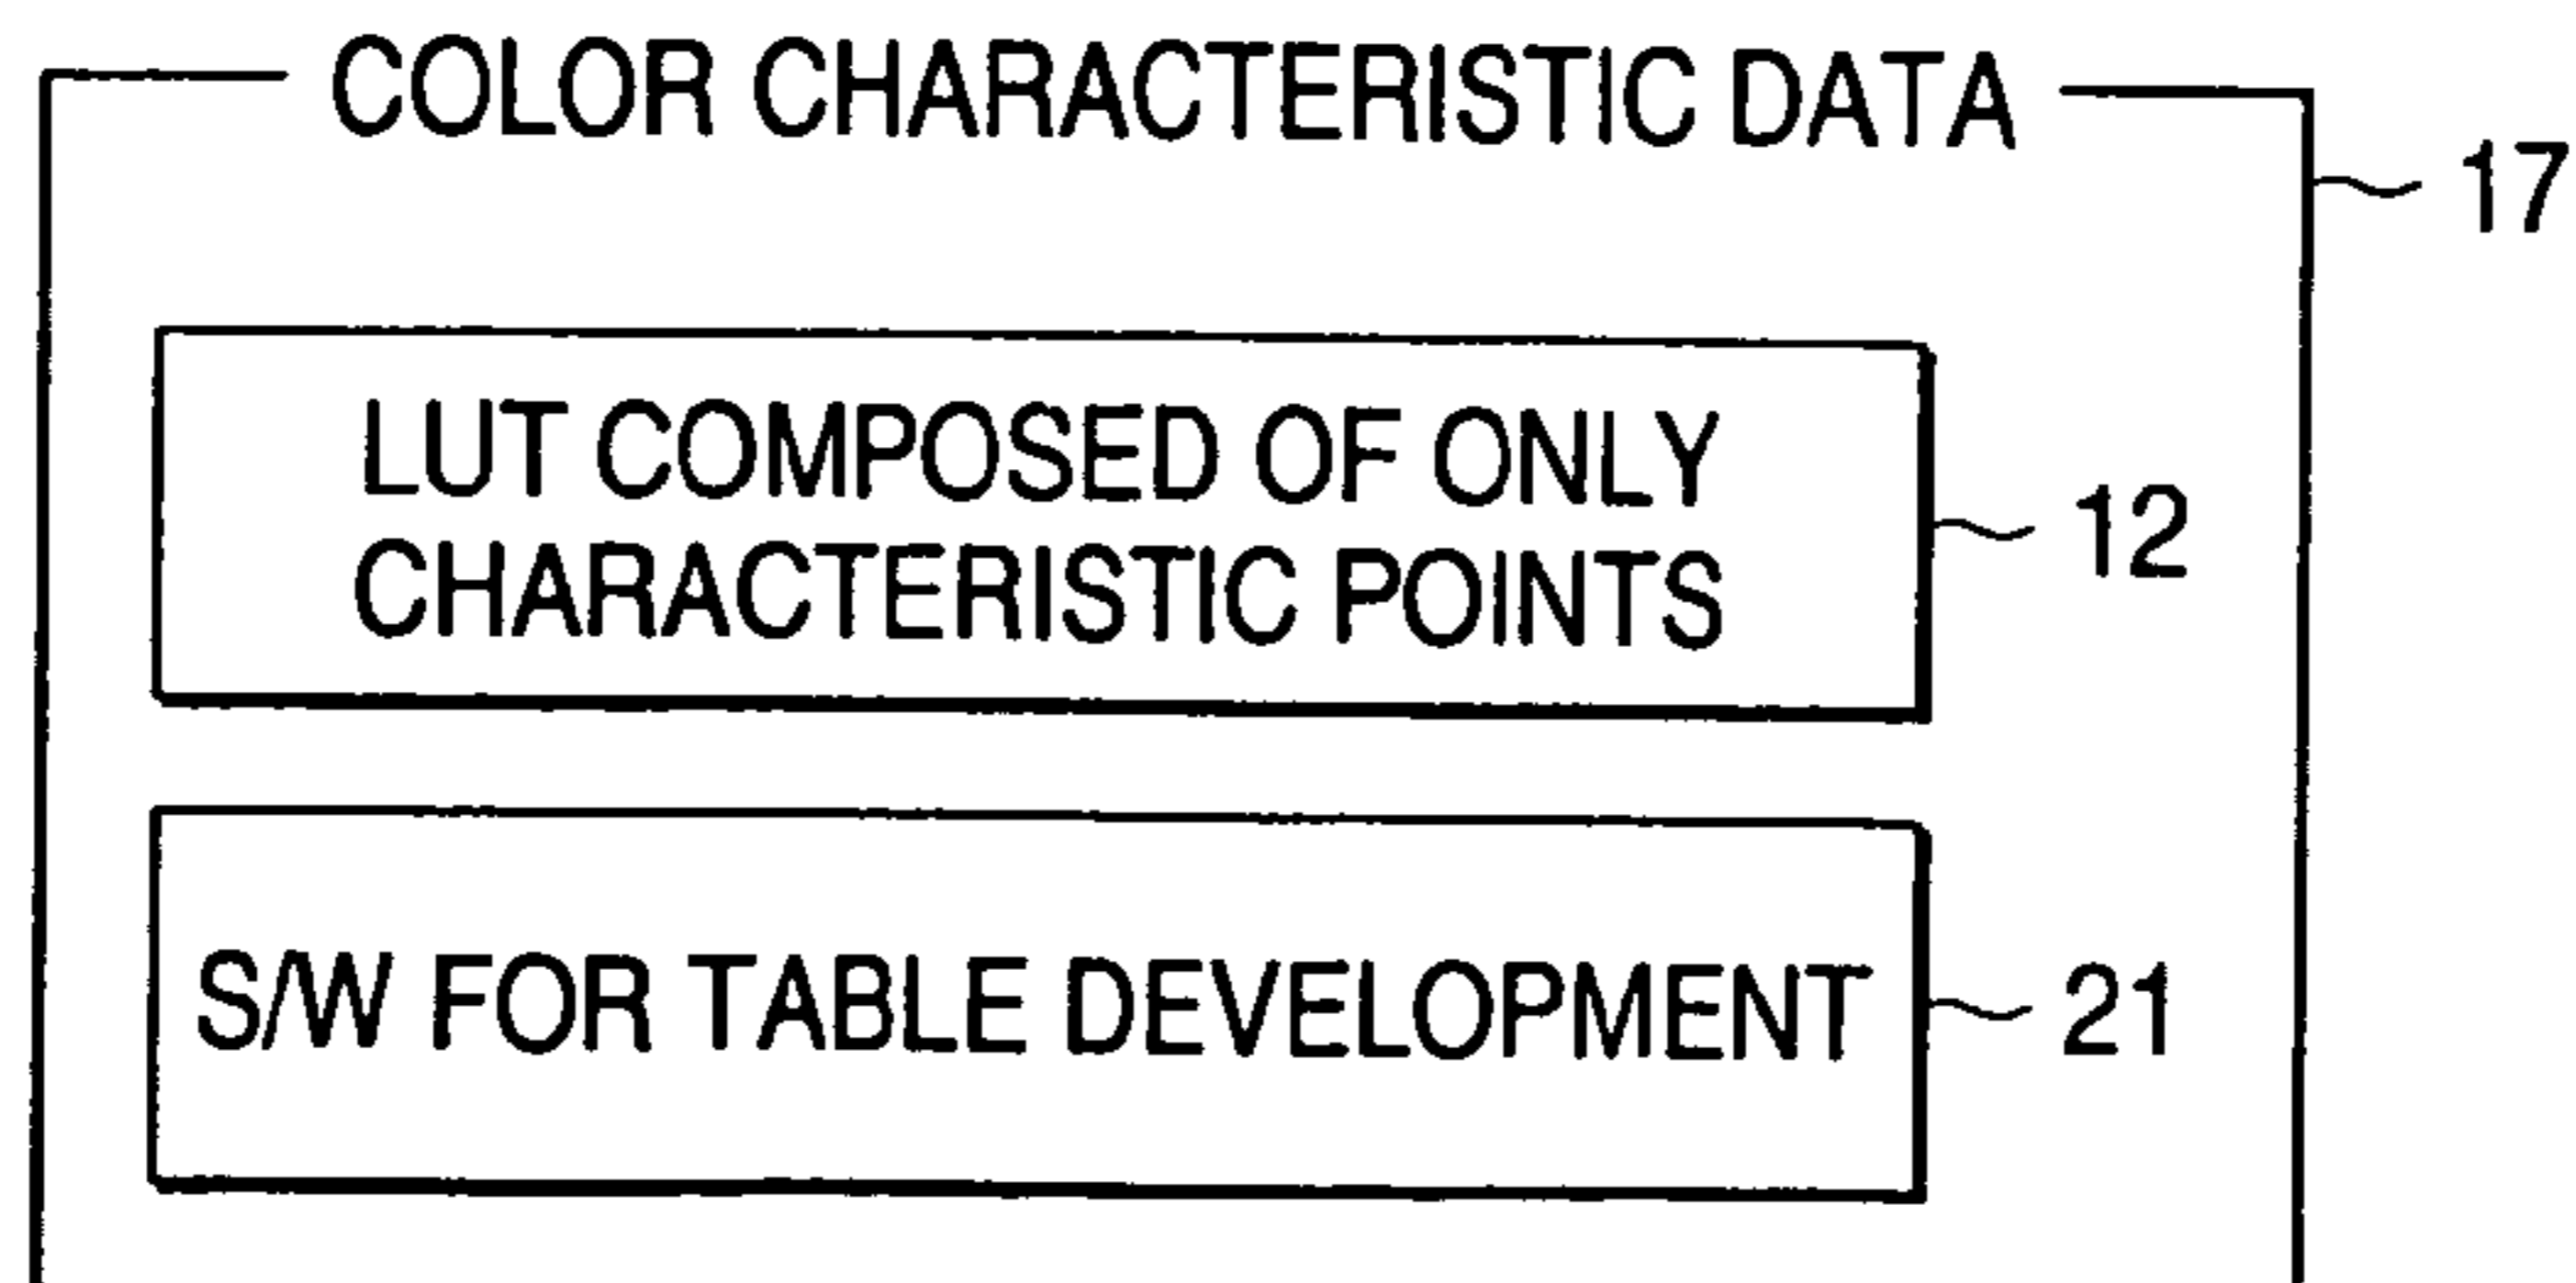 COLOR CHARACTERISTIC DATA
17
LUT COMPOSED OF ONLY
CHARACTERISTIC POINTS
12
S/W FOR TABLE DEVELOPMENT
21